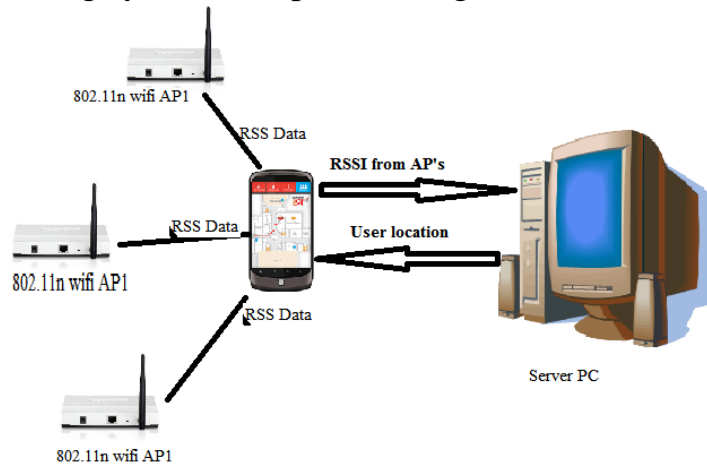 802.11n wifi AP1
RSS Data
RSSI from AP's
RSS Data
User location
802.11n wifi AP1
RSS Data
Server PC
802.11n wifi AP1